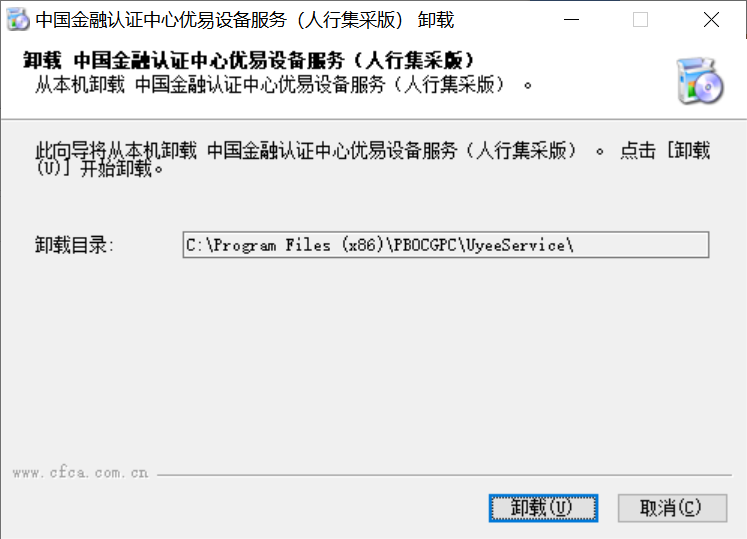 中国金融认证中心优易设备服务（人行集采版） 卸载
卸载 中国金融认证中心优易设备服务（人行集采版）
从本机卸载 中国金融认证中心优易设备服务（人行集采版） 。
此向导将从本机卸载 中国金融认证中心优易设备服务（人行集采版） 。 点击 [卸载
(U)] 开始卸载。
卸载目录: C:\Program Files (x86)\PBOCGPC\UyeeService\
www.cfca.com.cn
卸载(U) 取消(C)